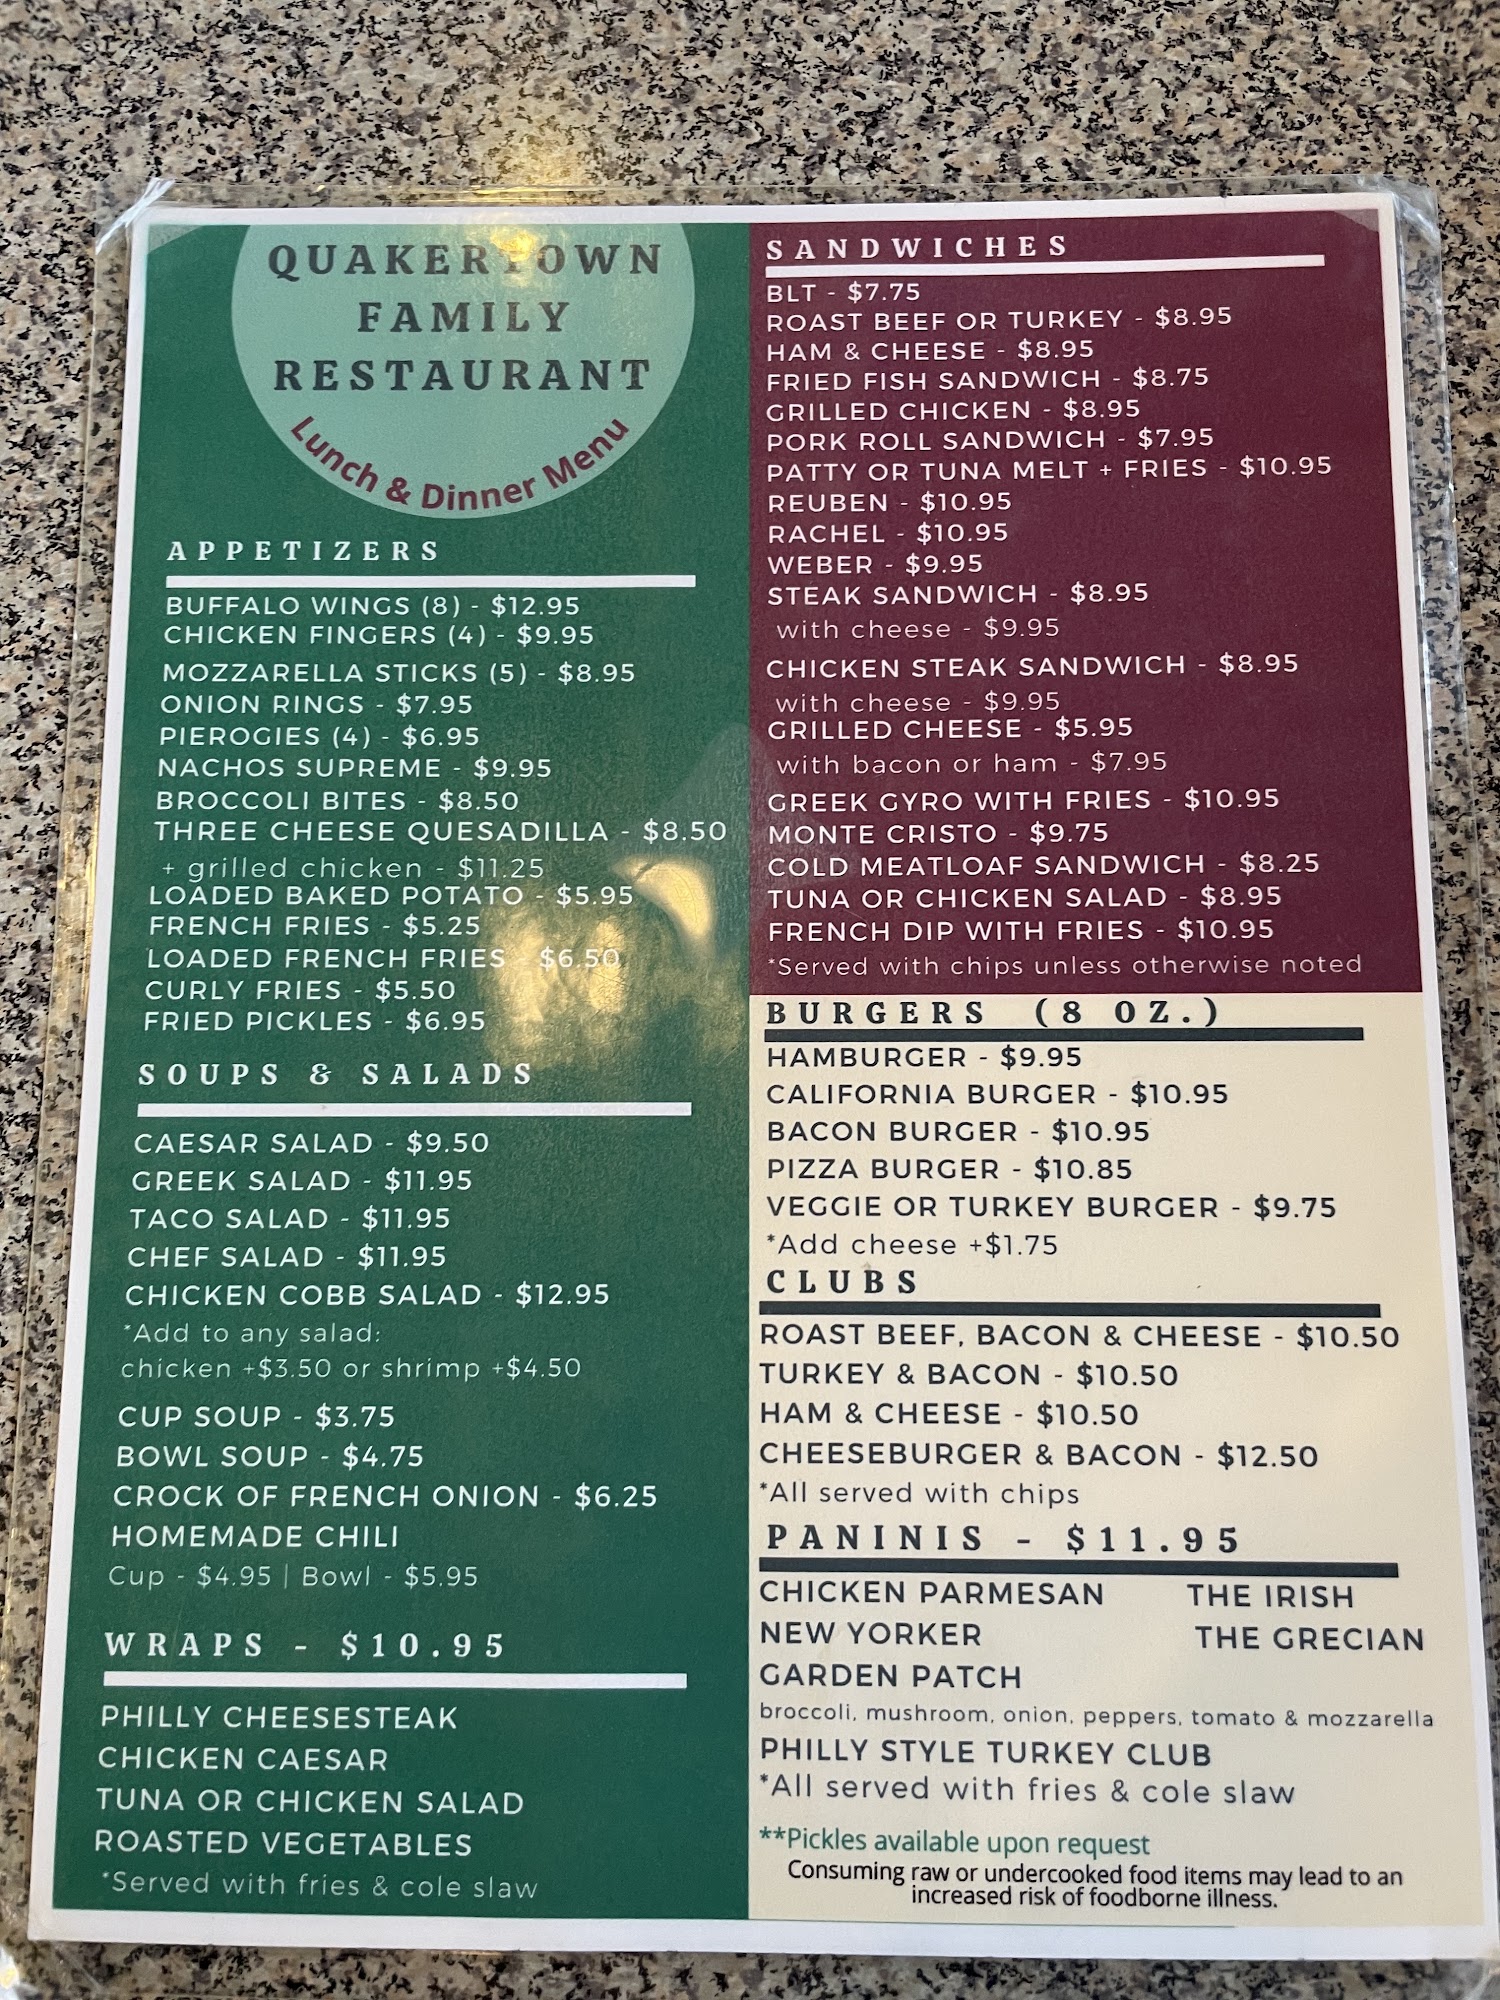 QUAKERTOWN
FAMILY
RESTAURANT
Lunch & Dinner Menu
APPETIZERS
BUFFALO WINGS (8) - $12.95
CHICKEN FINGERS (4) - $9.95
MOZZARELLA STICKS (5) - $8.95
ONION RINGS - $7.95
PIEROGIES (4) - $6.95
NACHOS SUPREME - $9.95
BROCCOLI BITES - $8.50
THREE CHEESE QUESADILLA - $8.50
+ grilled chicken - $11.25
LOADED BAKED POTATO - $5.95
FRENCH FRIES - $5.25
LOADED FRENCH FRIES - $6.50
CURLY FRIES - $5.50
FRIED PICKLES - $6.95
SOUPS & SALADS
CAESAR SALAD - $9.50
GREEK SALAD - $11.95
TACO SALAD - $11.95
CHEF SALAD - $11.95
CHICKEN COBB SALAD - $12.95
*Add to any salad:
chicken +$3.50 or shrimp +$4.50
CUP SOUP - $3.75
BOWL SOUP - $4.75
CROCK OF FRENCH ONION - $6.25
HOMEMADE CHILI
Cup - $4.95 | Bowl - $5.95
WRAPS - $10.95
PHILLY CHEESESTEAK
CHICKEN CAESAR
TUNA OR CHICKEN SALAD
ROASTED VEGETABLES
*Served with fries & cole slaw
SANDWICHES
BLT - $7.75
ROAST BEEF OR TURKEY - $8.95
HAM & CHEESE - $8.95
FRIED FISH SANDWICH - $8.75
GRILLED CHICKEN - $8.95
PORK ROLL SANDWICH - $7.95
PATTY OR TUNA MELT + FRIES - $10.95
REUBEN - $10.95
RACHEL - $10.95
WEBER - $9.95
STEAK SANDWICH - $8.95
with cheese - $9.95
CHICKEN STEAK SANDWICH - $8.95
with cheese - $9.95
GRILLED CHEESE - $5.95
with bacon or ham - $7.95
GREEK GYRO WITH FRIES - $10.95
MONTE CRISTO - $9.75
COLD MEATLOAF SANDWICH - $8.25
TUNA OR CHICKEN SALAD - $8.95
FRENCH DIP WITH FRIES - $10.95
*Served with chips unless otherwise noted
BURGERS (8 OZ.)
HAMBURGER - $9.95
CALIFORNIA BURGER - $10.95
BACON BURGER - $10.95
PIZZA BURGER - $10.85
VEGGIE OR TURKEY BURGER - $9.75
*Add cheese +$1.75
CLUBS
ROAST BEEF, BACON & CHEESE - $10.50
TURKEY & BACON - $10.50
HAM & CHEESE - $10.50
CHEESEBURGER & BACON - $12.50
*All served with chips
PANINIS - $11.95
CHICKEN PARMESAN THE IRISH
NEW YORKER THE GRECIAN
GARDEN PATCH
broccoli, mushroom, onion, peppers, tomato & mozzarella
PHILLY STYLE TURKEY CLUB
*All served with fries & cole slaw
**Pickles available upon request
Consuming raw or undercooked food items may lead to an
increased risk of foodborne illness.